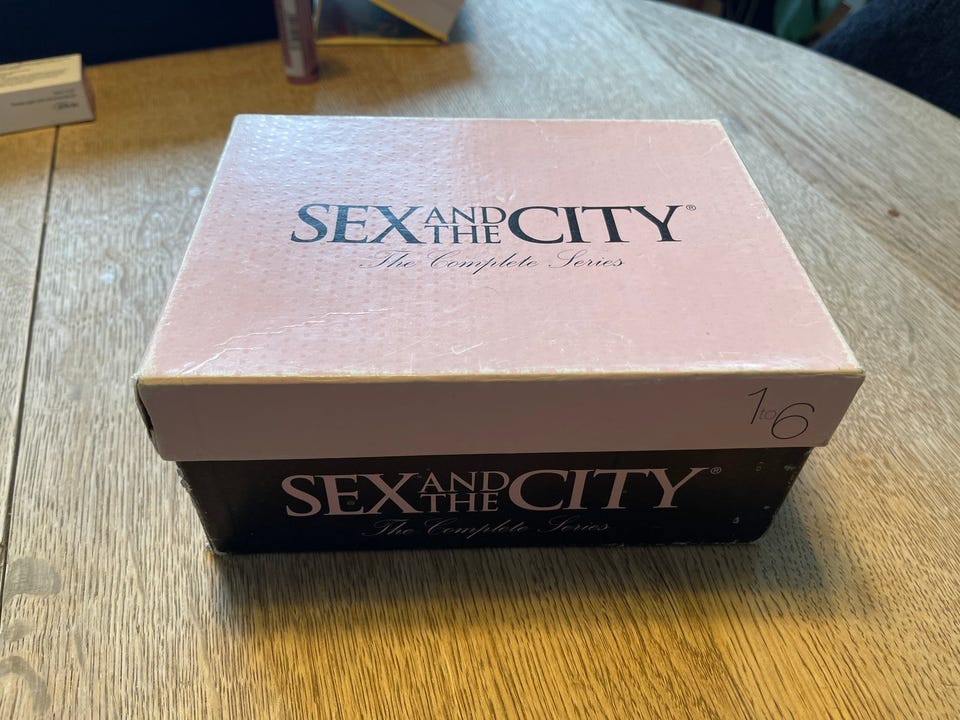 SEX AND THE CITY®
The Complete Series
1 to 6
SEX AND THE CITY®
The Complete Series